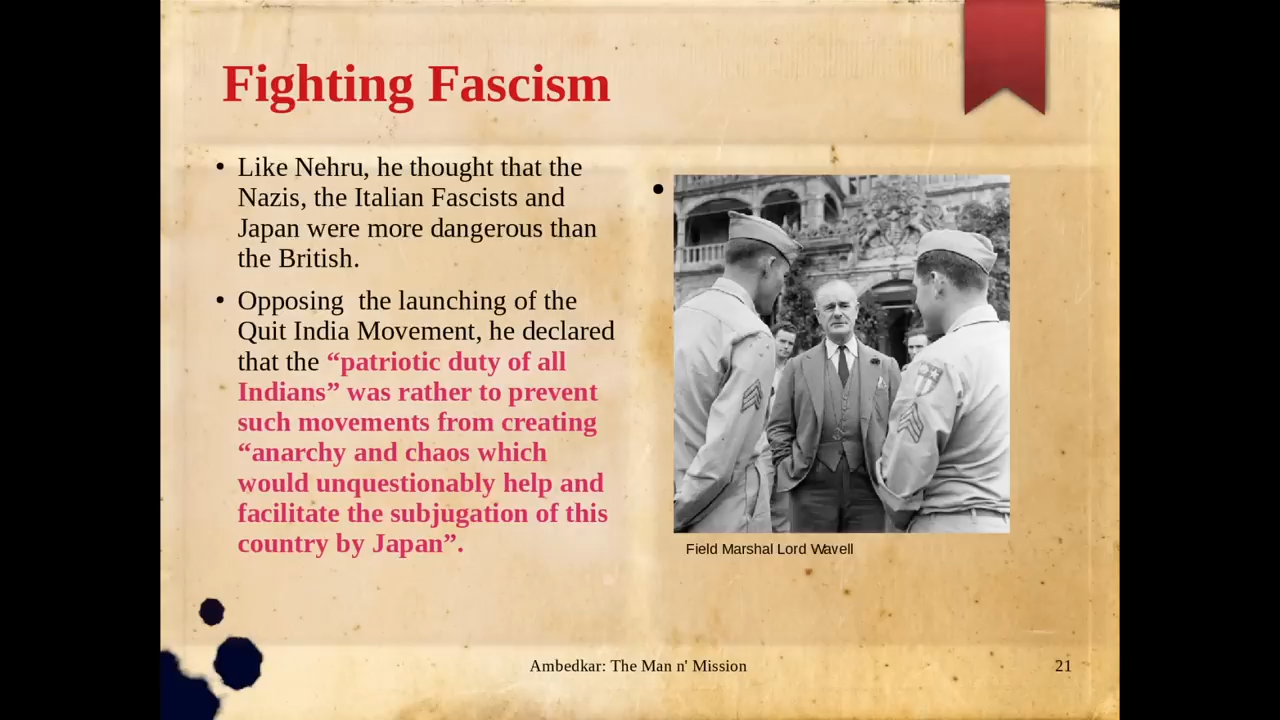 Fighting Fascism
• Like Nehru, he thought that the
Nazis, the Italian Fascists and
Japan were more dangerous than
the British.
• Opposing  the launching of the
Quit India Movement, he declared
that the “patriotic duty of all
Indians” was rather to prevent
such movements from creating
“anarchy and chaos which
would unquestionably help and
facilitate the subjugation of this
country by Japan”.
•
Field Marshal Lord Wavell
Ambedkar: The Man n' Mission
21